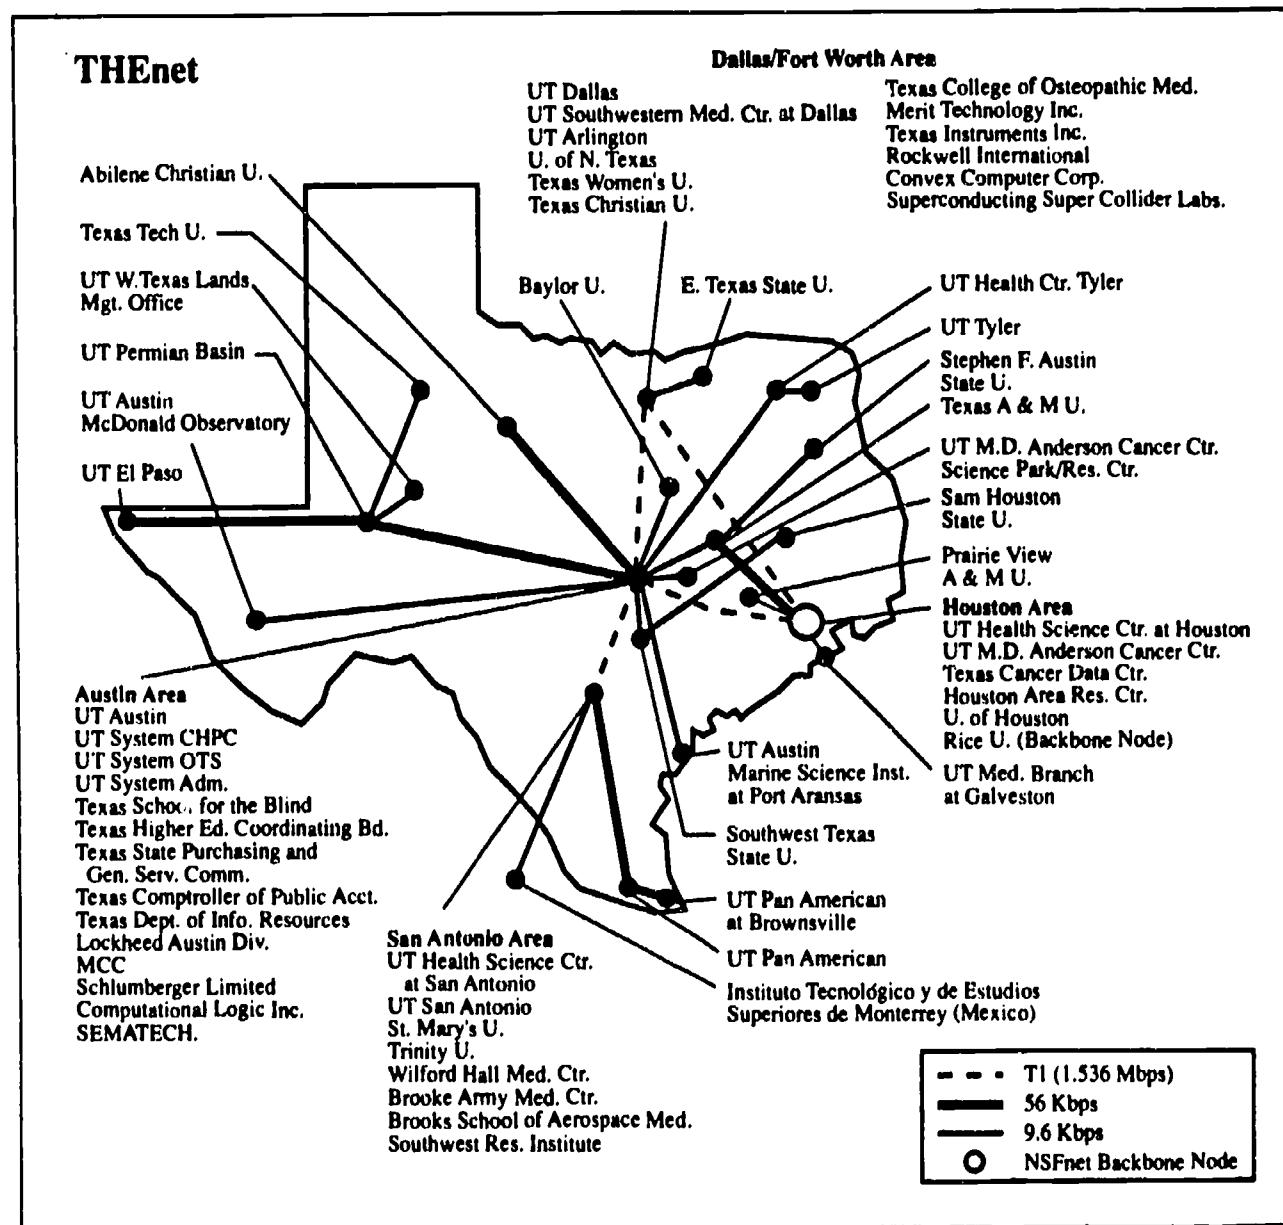 THEnet
Dallas/Fort Worth Area
UT Dallas
UT Southwestern Med. Ctr. at Dallas
UT Arlington
U. of N. Texas
Texas Women's U.
Texas Christian U.
Texas College of Osteopathic Med.
Merit Technology Inc.
Texas Instruments Inc.
Rockwell International
Convex Computer Corp.
Superconducting Super Collider Labs.
Abilene Christian U.
Texas Tech U.
UT W.Texas Lands
Mgt. Office
UT Permian Basin
UT Austin
McDonald Observatory
UT El Paso
Baylor U.
E. Texas State U.
UT Health Ctr. Tyler
UT Tyler
Stephen F. Austin
State U.
Texas A & M U.
UT M.D. Anderson Cancer Ctr.
Science Park/Res. Ctr.
Sam Houston
State U.
Prairie View
A & M U.
Houston Area
UT Health Science Ctr. at Houston
UT M.D. Anderson Cancer Ctr.
Texas Cancer Data Ctr.
Houston Area Res. Ctr.
U. of Houston
Rice U. (Backbone Node)
UT Med. Branch
at Galveston
Austin Area
UT Austin
UT System CHPC
UT System OTS
UT System Adm.
Texas School for the Blind
Texas Higher Ed. Coordinating Bd.
Texas State Purchasing and
Gen. Serv. Comm.
Texas Comptroller of Public Acct.
Texas Dept. of Info. Resources
Lockheed Austin Div.
MCC
Schlumberger Limited
Computational Logic Inc.
SEMATECH.
San Antonio Area
UT Health Science Ctr.
at San Antonio
UT San Antonio
St. Mary's U.
Trinity U.
Wilford Hall Med. Ctr.
Brooke Army Med. Ctr.
Brooks School of Aerospace Med.
Southwest Res. Institute
UT Austin
Marine Science Inst.
at Port Aransas
Southwest Texas
State U.
UT Pan American
at Brownsville
UT Pan American
Instituto Tecnológico y de Estudios
Superiores de Monterrey (Mexico)
T1 (1.536 Mbps)
56 Kbps
9.6 Kbps
NSFnet Backbone Node